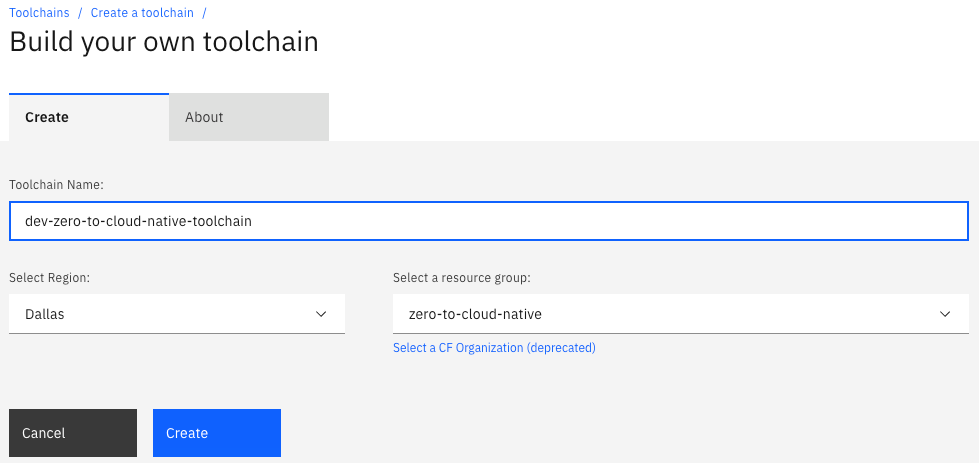 Toolchains / Create a toolchain /
Build your own toolchain
Create About
Toolchain Name:
dev-zero-to-cloud-native-toolchain
Select Region: Select a resource group:
Dallas zero-to-cloud-native
Select a CF Organization (deprecated)
Cancel Create